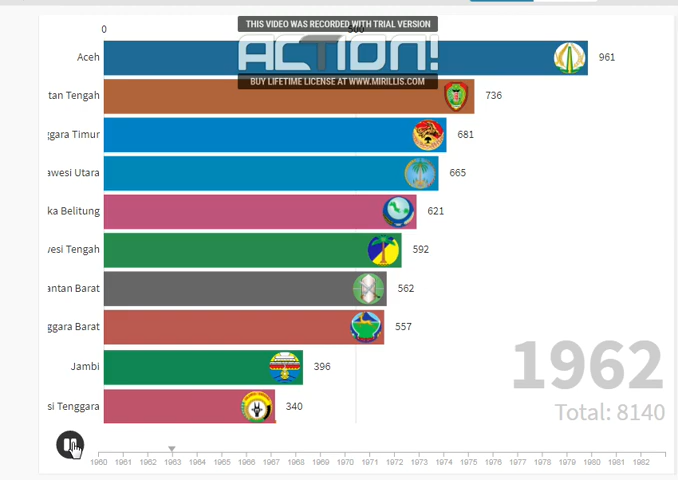 THIS VIDEO WAS RECORDED WITH TRIAL VERSION
0 500
ACTION!
BUY LIFETIME LICENSE AT WWW.MIRILLIS.COM
Aceh 961
tan Tengah 736
ggara Timur 681
awesi Utara 665
ka Belitung 621
vesi Tengah 592
antan Barat 562
ggara Barat 557
Jambi 396
si Tenggara 340
1962
Total: 8140
1960 1961 1962 1963 1964 1965 1966 1967 1968 1969 1970 1971 1972 1973 1974 1975 1976 1977 1978 1979 1980 1981 1982